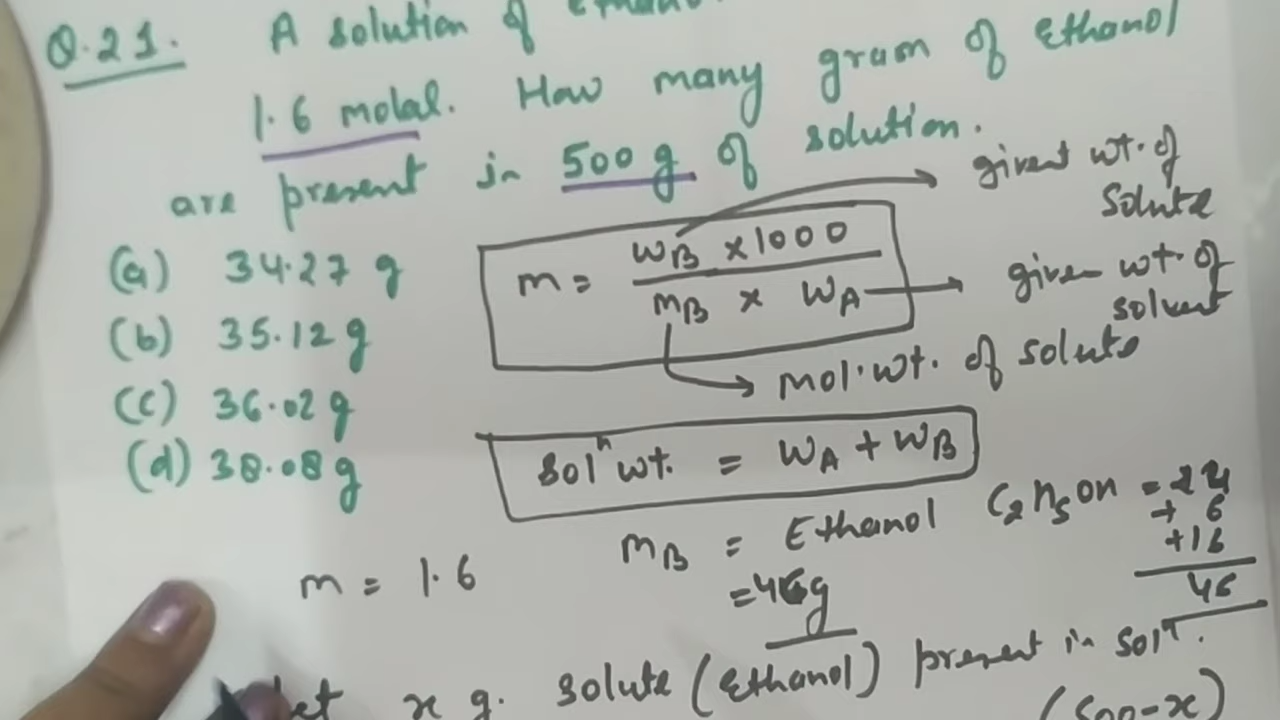 Q.21. A solution of
1.6 molal. How many gram of Ethanol
are present in 500 g of solution.
(a) 34.27 g
(b) 35.12 g
(c) 36.02 g
(d) 38.08 g
m = WB × 1000 / mB × WA
given wt. of
Solute
given wt. of
solvent
mol. wt. of solute
solⁿ wt. = WA + WB
m = 1.6
mB = Ethanol C2H5OH = 24
+ 6
+16
46
= 46g
Let x g. solute (Ethanol) present in solⁿ.
(500-x)